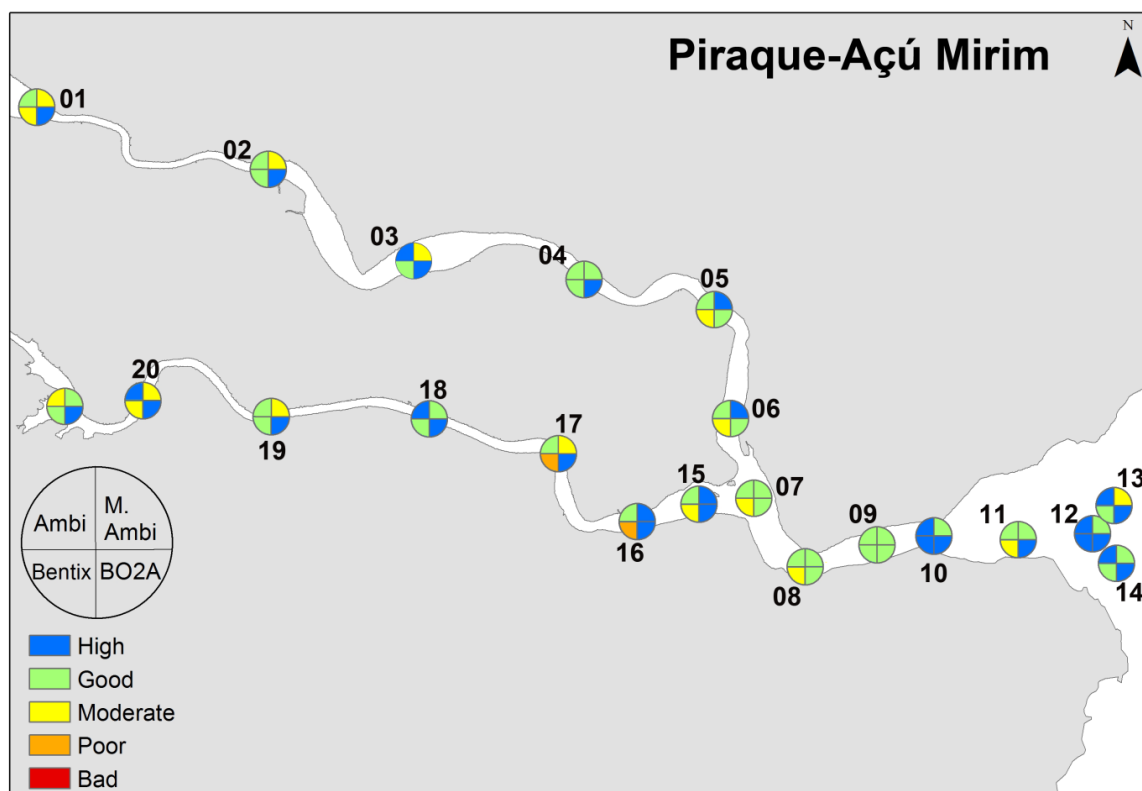 Piraque-Açú Mirim
N
01
02
03
04
05
06
07
08
09
10
11
12
13
14
15
16
17
18
19
20
Ambi
M.
Ambi
Bentix
BO2A
High
Good
Moderate
Poor
Bad